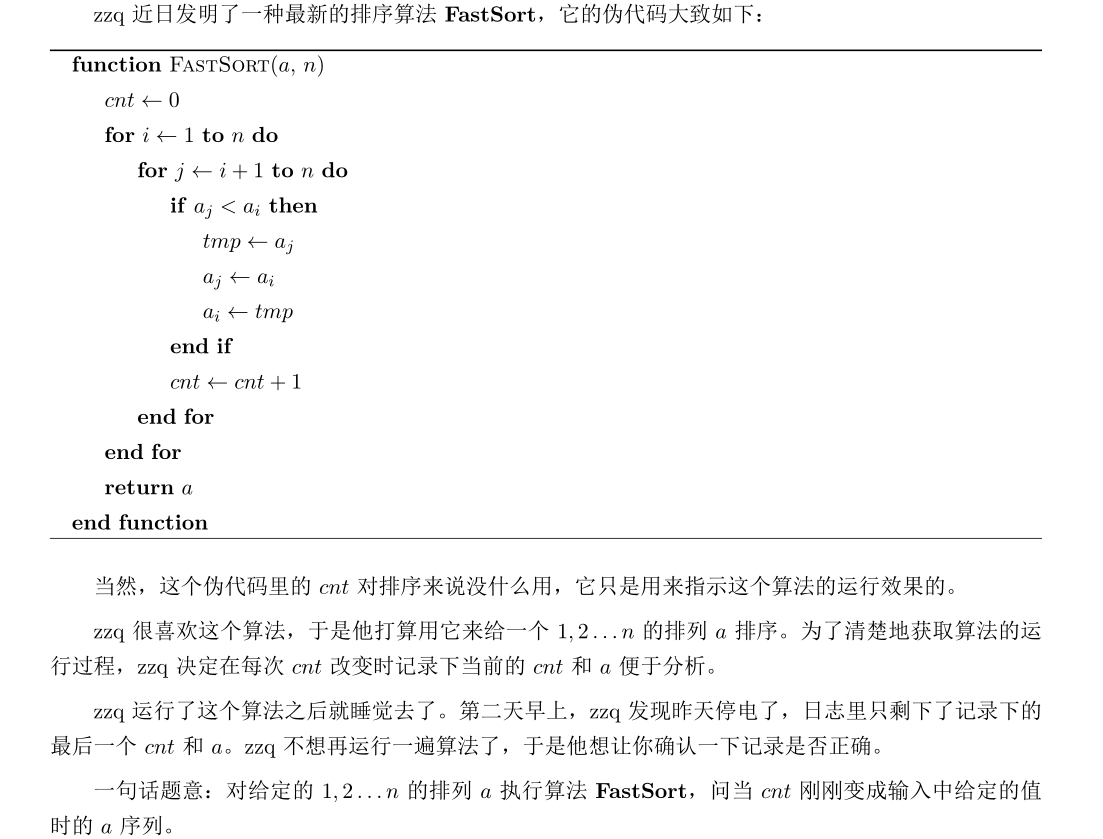 zzq 近日发明了一种最新的排序算法 FastSort，它的伪代码大致如下：
function FASTSORT(a, n)
cnt ← 0
for i ← 1 to n do
for j ← i + 1 to n do
if a_j < a_i then
tmp ← a_j
a_j ← a_i
a_i ← tmp
end if
cnt ← cnt + 1
end for
end for
return a
end function
当然，这个伪代码里的 cnt 对排序来说没什么用，它只是用来指示这个算法的运行效果的。
zzq 很喜欢这个算法，于是他打算用它来给一个 1, 2 . . . n 的排列 a 排序。为了清楚地获取算法的运
行过程，zzq 决定在每次 cnt 改变时记录下当前的 cnt 和 a 便于分析。
zzq 运行了这个算法之后就睡觉去了。第二天早上，zzq 发现昨天停电了，日志里只剩下了记录下的
最后一个 cnt 和 a。zzq 不想再运行一遍算法了，于是他想让你确认一下记录是否正确。
一句话题意：对给定的 1, 2 . . . n 的排列 a 执行算法 FastSort，问当 cnt 刚刚变成输入中给定的值
时的 a 序列。